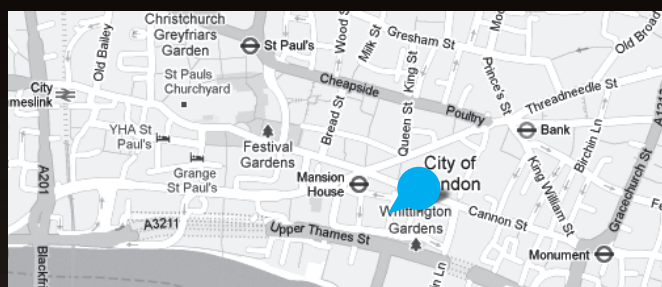 Christchurch
Greyfriars
Garden
Old Bailey
St Paul's
Wood S
Milk St
Gresham St
Old Broad
St Pauls
Churchyard
City
meslink
Cheapside
King St
Prince's St
Threadneedle St
Poultry
YHA St
Paul's
Festival
Gardens
Bread St
Queen St
Bank
Birchin Ln
Grange
St Paul's
Mansion
House
City of
ndon
King William St
Gracechurch St
A201
A3211
Whittington
Gardens
Cannon St
Upper Thames St
Monument
Blackfr